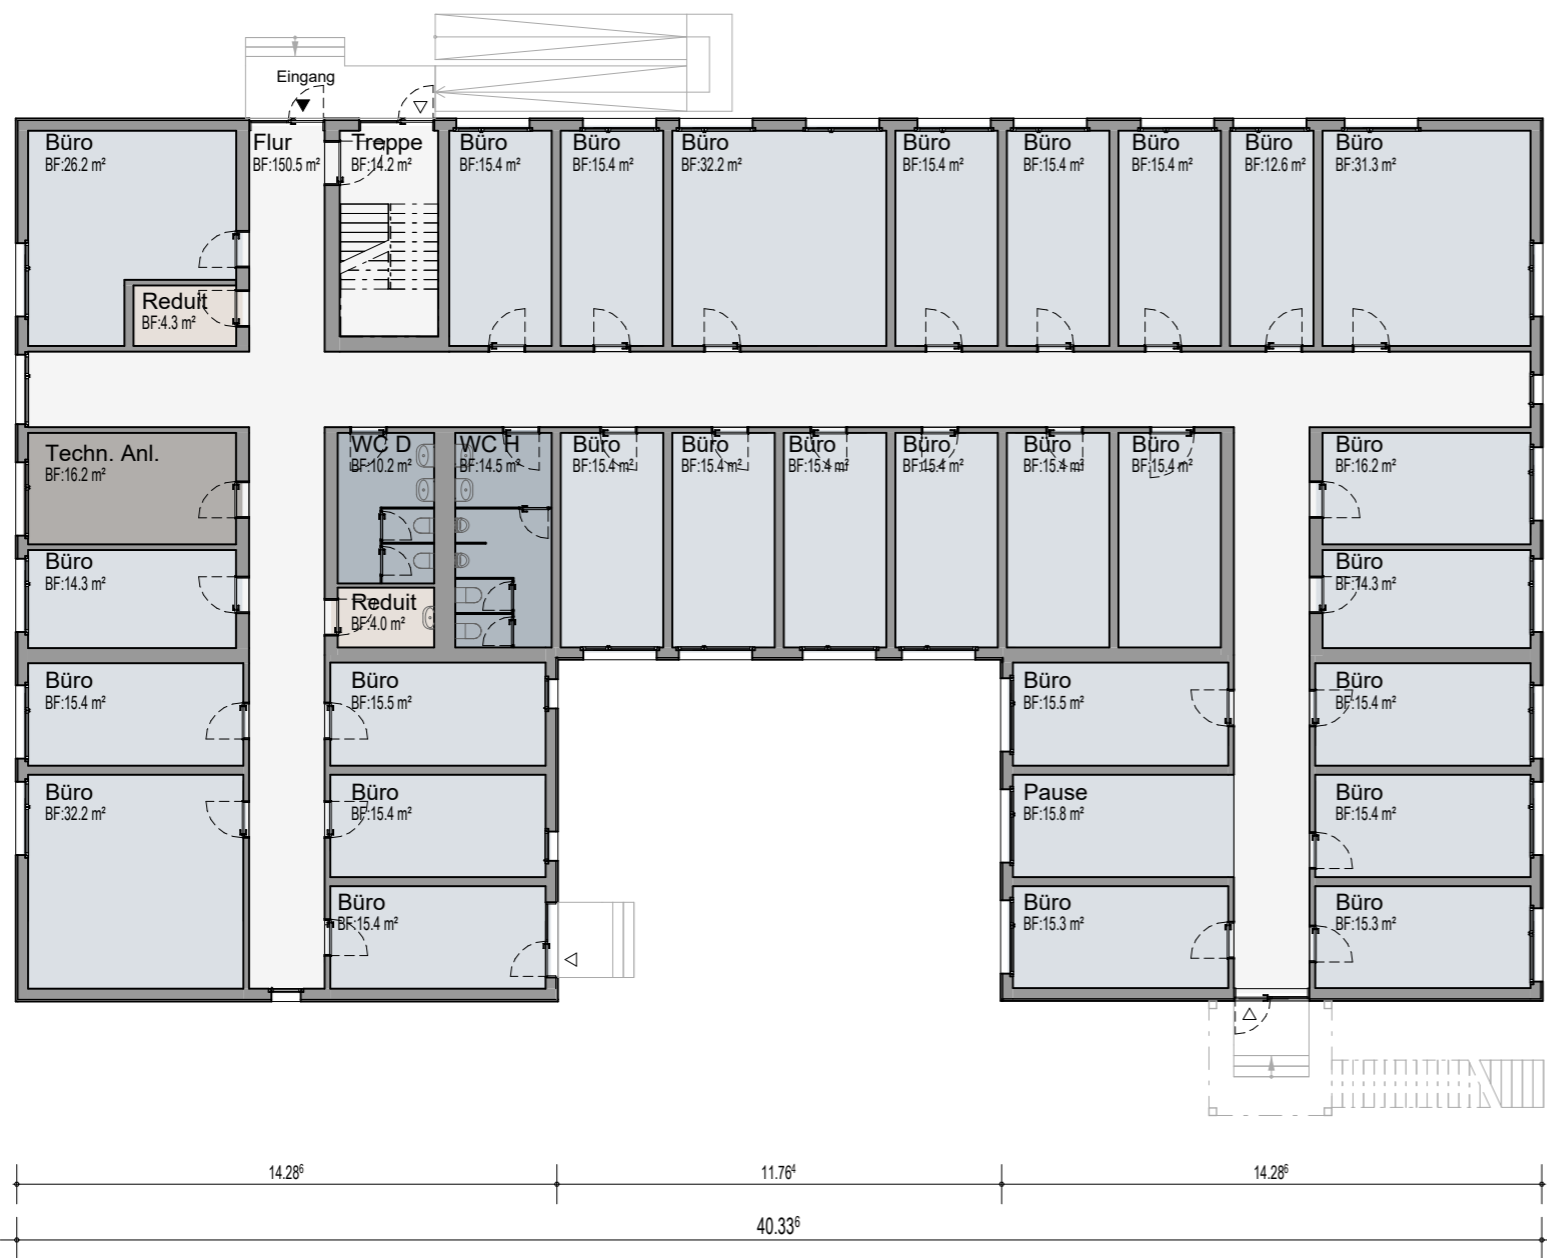 Eingang
Büro
BF:26.2 m²
Flur
BF:150.5 m²
Treppe
BF:14.2 m²
Büro
BF:15.4 m²
Büro
BF:15.4 m²
Büro
BF:32.2 m²
Büro
BF:15.4 m²
Büro
BF:15.4 m²
Büro
BF:15.4 m²
Büro
BF:12.6 m²
Büro
BF:31.3 m²
Reduit
BF:4.3 m²
Techn. Anl.
BF:16.2 m²
WC D
BF:10.2 m²
WC H
BF:14.5 m²
Büro
BF:15.4 m²
Büro
BF:15.4 m²
Büro
BF:15.4 m²
Büro
BF:15.4 m²
Büro
BF:15.4 m²
Büro
BF:15.4 m²
Büro
BF:16.2 m²
Büro
BF:14.3 m²
Reduit
BF:4.0 m²
Büro
BF:14.3 m²
Büro
BF:15.4 m²
Büro
BF:15.5 m²
Büro
BF:15.5 m²
Büro
BF:15.4 m²
Büro
BF:32.2 m²
Büro
BF:15.4 m²
Pause
BF:15.8 m²
Büro
BF:15.4 m²
Büro
BF:15.4 m²
Büro
BF:15.3 m²
Büro
BF:15.3 m²
14.28⁶
11.76⁴
14.28⁶
40.33⁶